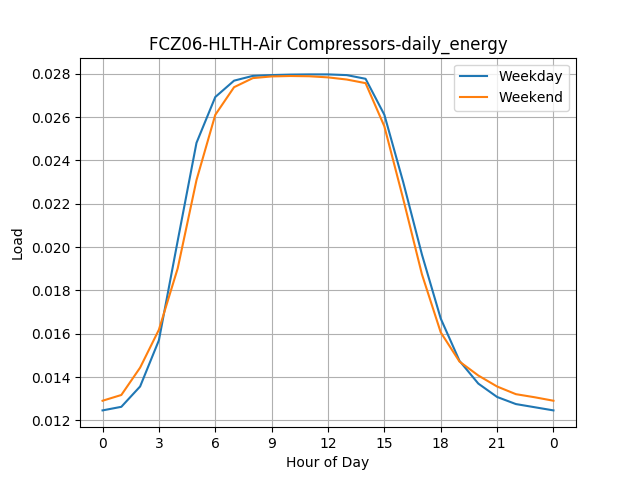 FCZ06-HLTH-Air Compressors-daily_energy
Weekday
Weekend
0.028
0.026
0.024
0.022
0.020
0.018
0.016
0.014
0.012
Load
0 3 6 9 12 15 18 21 0
Hour of Day